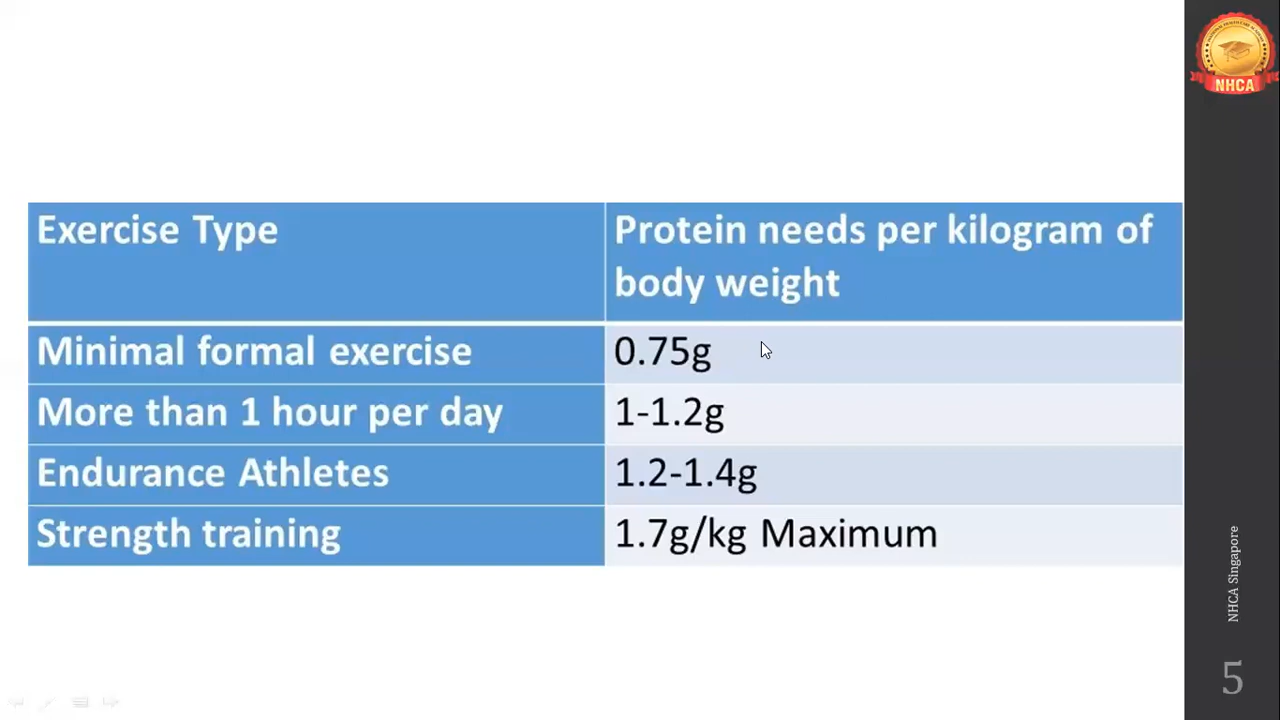 NHCA
Exercise Type
Protein needs per kilogram of
body weight
Minimal formal exercise
0.75g
More than 1 hour per day
1-1.2g
Endurance Athletes
1.2-1.4g
Strength training
1.7g/kg Maximum
NHCA Singapore
5